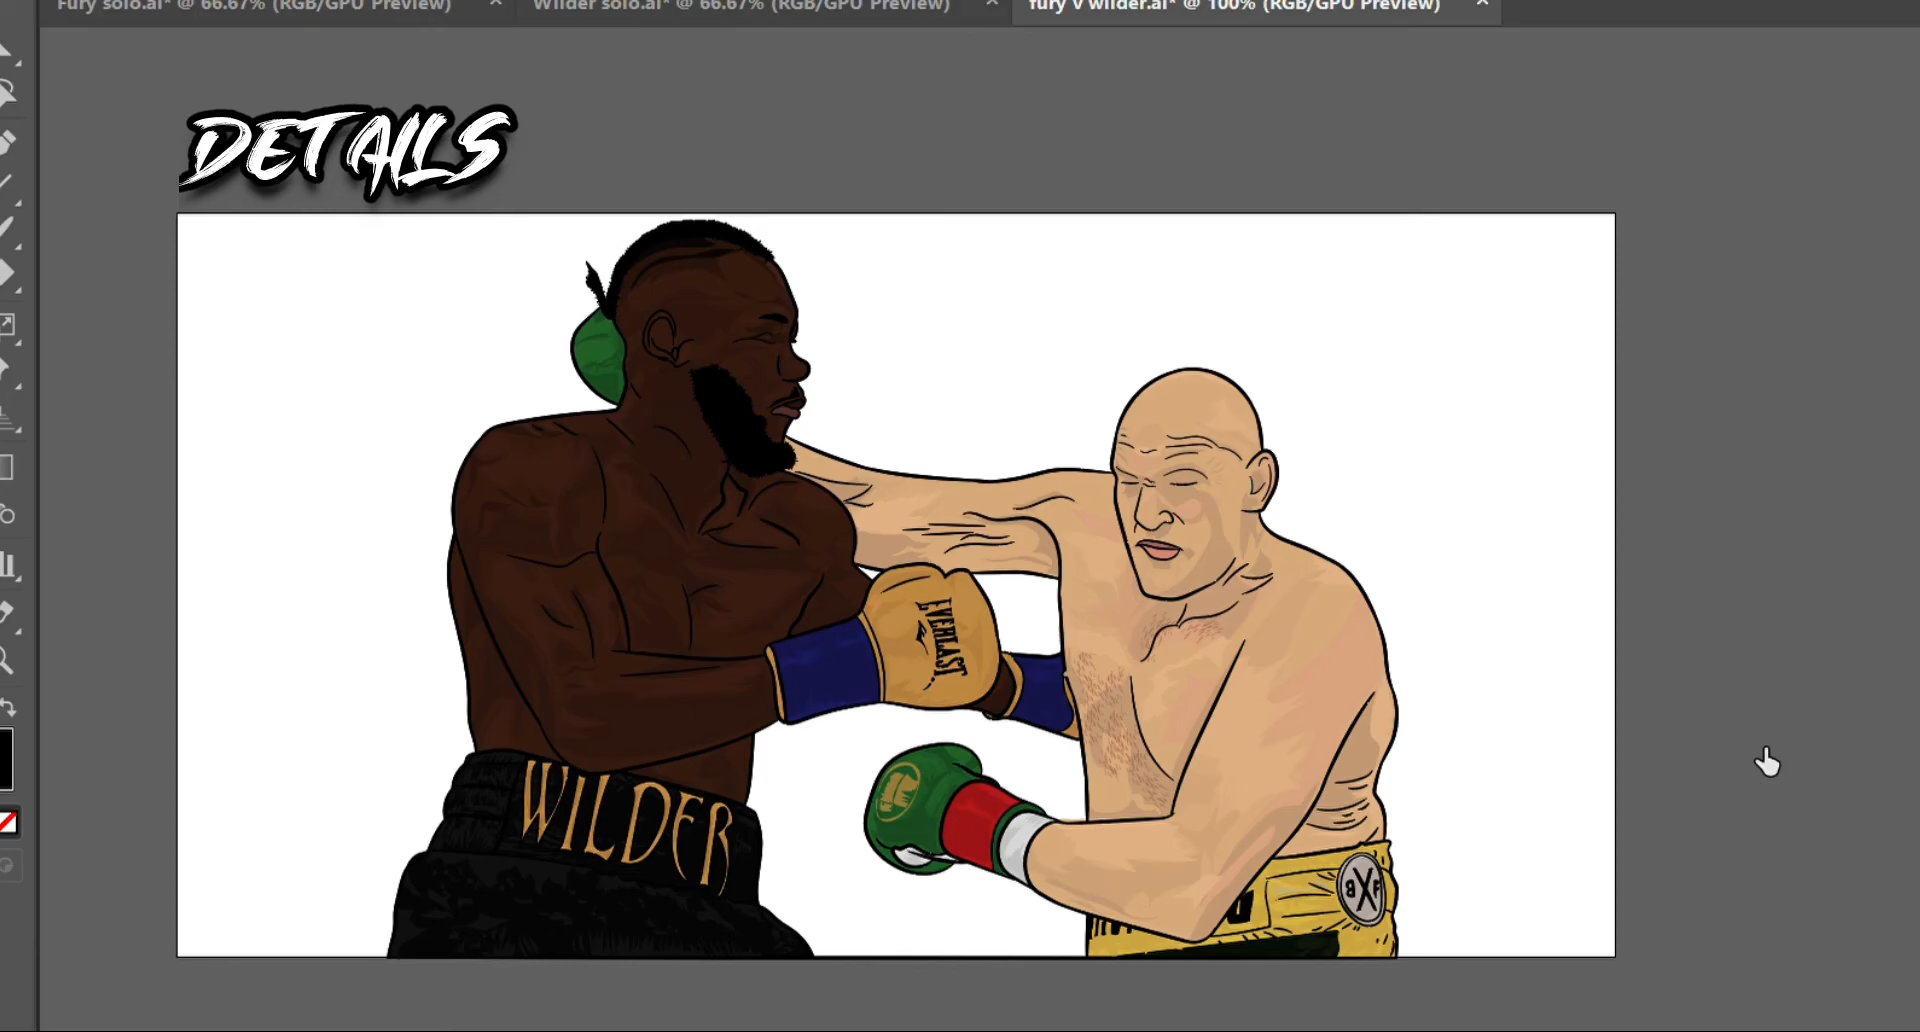 Fury solo.ai* @ 66.67% (RGB/GPU Preview)
Wilder solo.ai* @ 66.67% (RGB/GPU Preview)
fury v wilder.ai* @ 100% (RGB/GPU Preview)
DETAILS
EVERLAST
WILDER
BXF